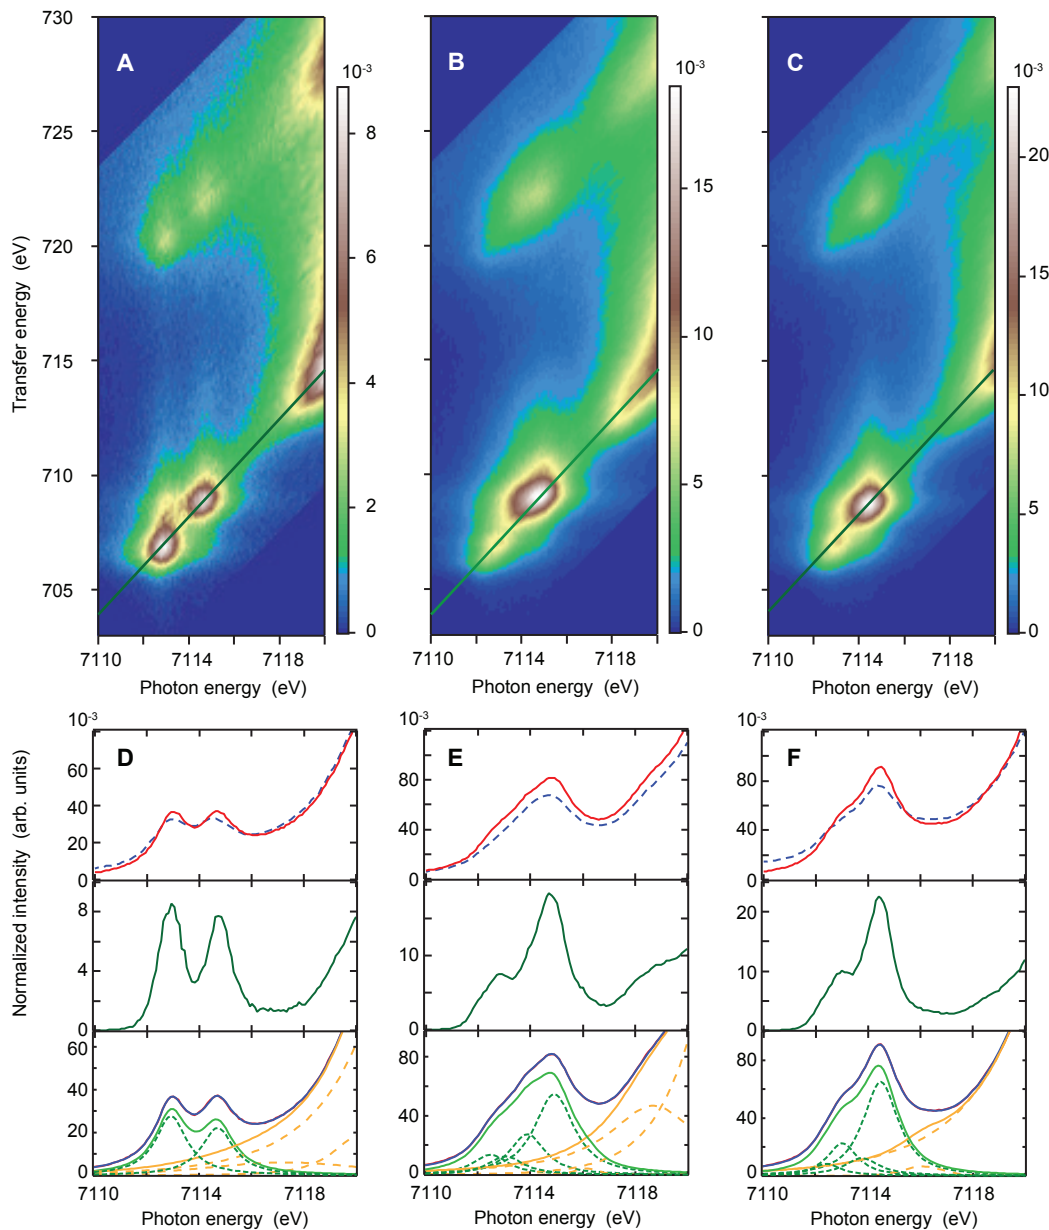 730
725
720
715
710
705
Transfer energy (eV)
A
10-3
8
6
4
2
0
7110 7114 7118
Photon energy (eV)
B
10-3
15
10
5
0
7110 7114 7118
Photon energy (eV)
C
10-3
20
15
10
5
0
7110 7114 7118
Photon energy (eV)
Normalized intensity (arb. units)
10-3
D
60
40
20
0
8
4
0
60
40
20
0
7110 7114 7118
Photon energy (eV)
E
80
40
0
10
0
80
40
0
7110 7114 7118
Photon energy (eV)
10-3
F
80
40
0
20
10
0
80
40
0
7110 7114 7118
Photon energy (eV)